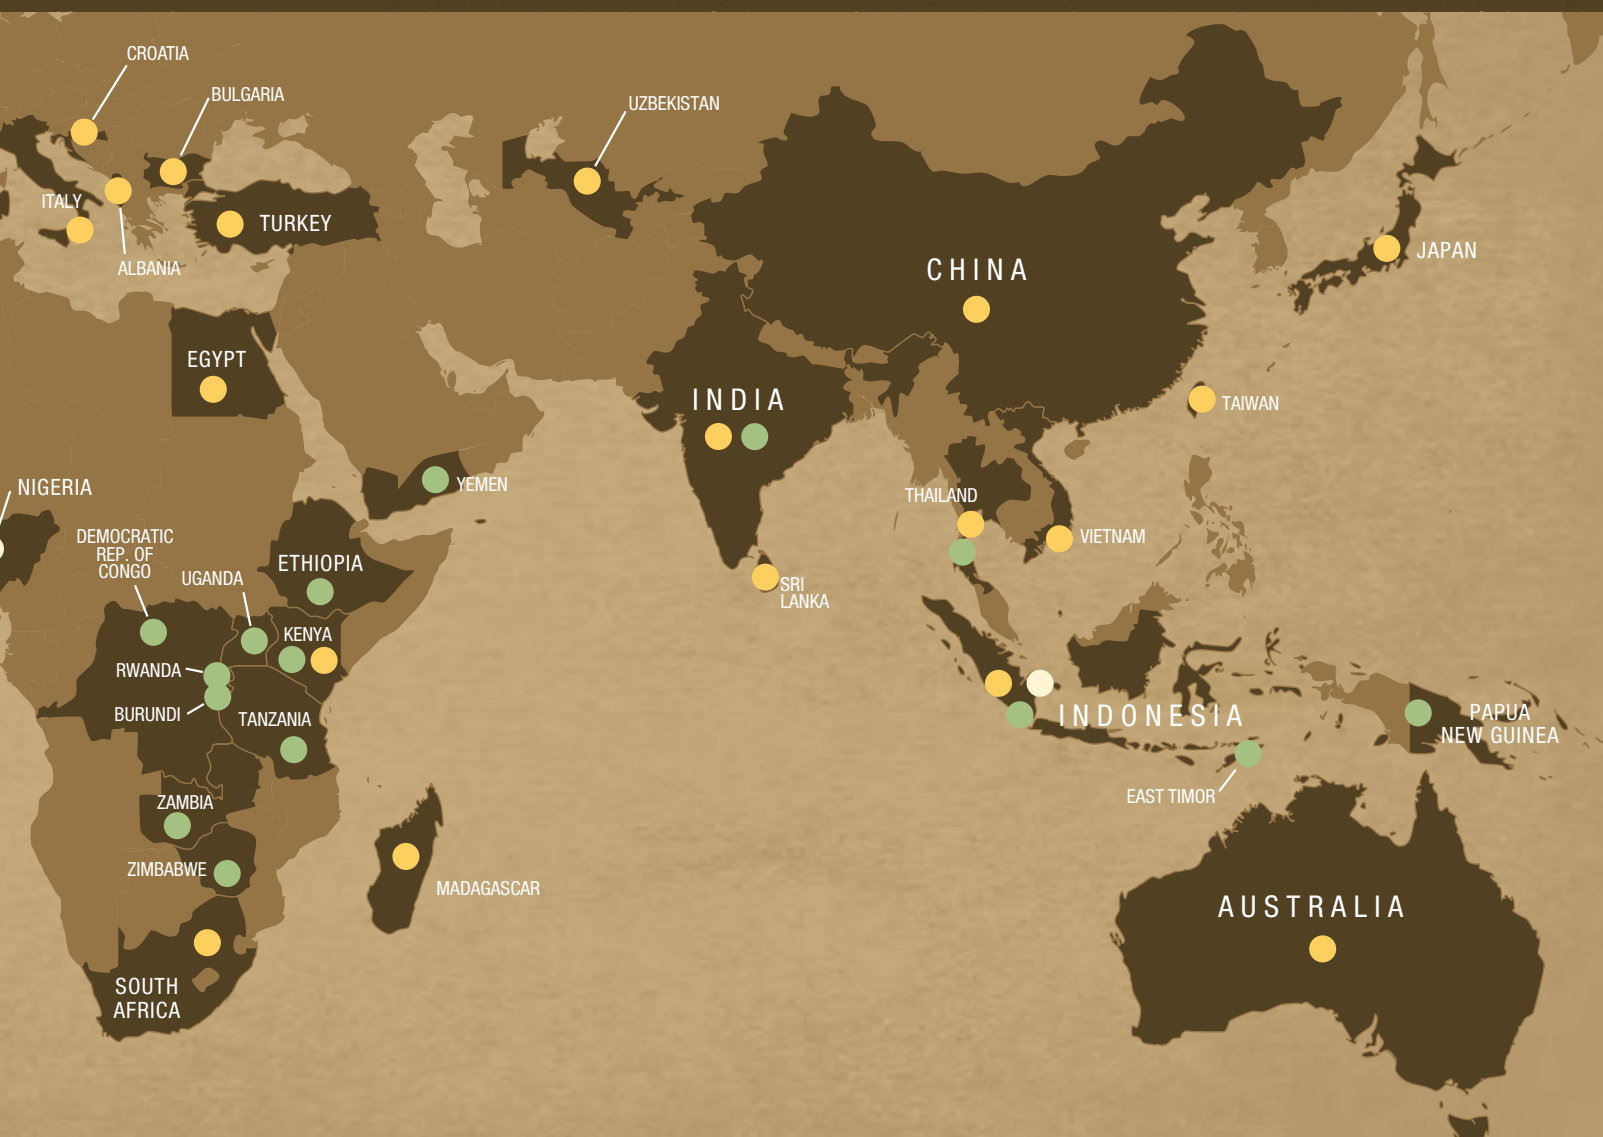 CROATIA
BULGARIA
UZBEKISTAN
ITALY
TURKEY
ALBANIA
CHINA
JAPAN
EGYPT
INDIA
TAIWAN
NIGERIA
YEMEN
THAILAND
DEMOCRATIC
REP. OF
CONGO
VIETNAM
ETHIOPIA
UGANDA
SRI
LANKA
KENYA
RWANDA
BURUNDI
TANZANIA
INDONESIA
PAPUA
NEW GUINEA
EAST TIMOR
ZAMBIA
ZIMBABWE
MADAGASCAR
AUSTRALIA
SOUTH
AFRICA